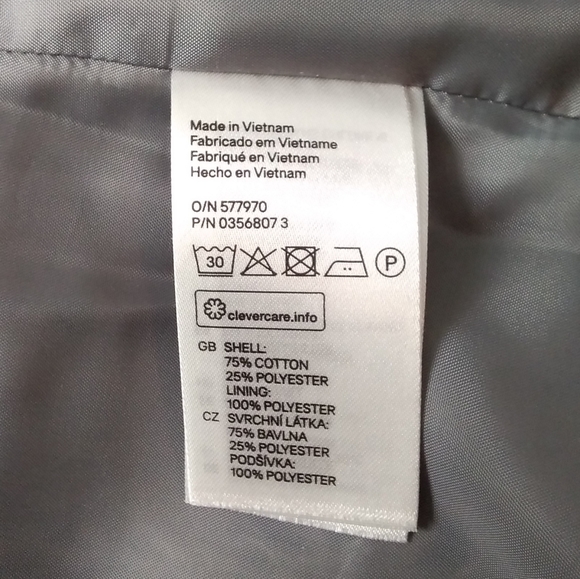 Made in Vietnam
Fabricado em Vietname
Fabriqué en Vietnam
Hecho en Vietnam
O/N 577970
P/N 0356807 3
30 P
clevercare.info
GB SHELL:
75% COTTON
25% POLYESTER
LINING:
100% POLYESTER
CZ SVRCHNÍ LÁTKA:
75% BAVLNA
25% POLYESTER
PODŠÍVKA:
100% POLYESTER